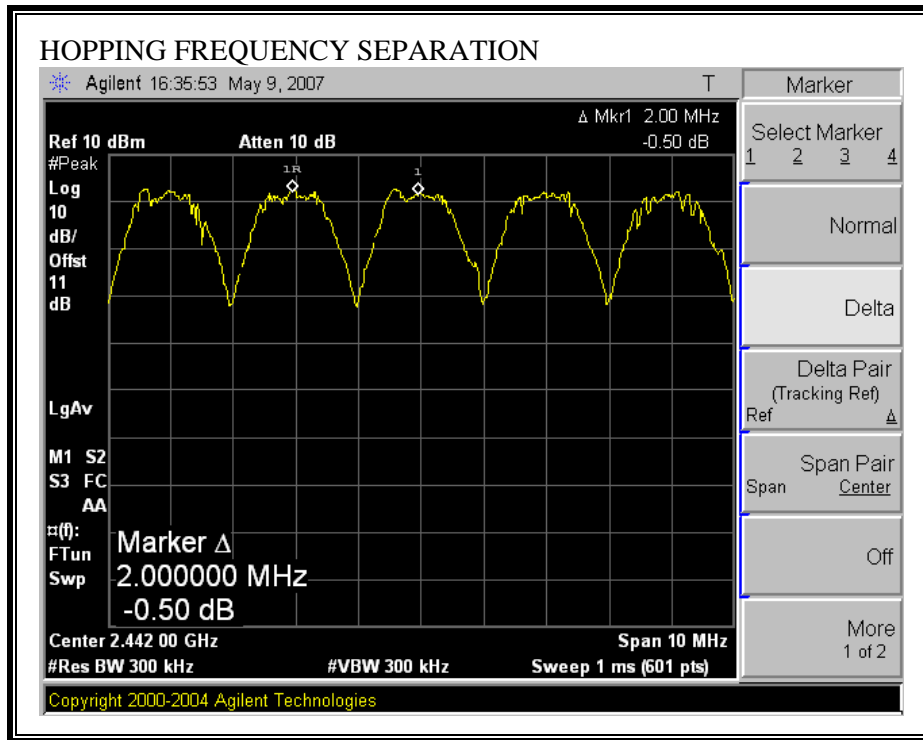 HOPPING FREQUENCY SEPARATION
Agilent 16:35:53 May 9, 2007 T
Marker
Δ Mkr1 2.00 MHz
Ref 10 dBm Atten 10 dB -0.50 dB
Select Marker
1 2 3 4
#Peak
1R 1
Log
10
dB/
Offst
11
dB
Normal
Delta
Delta Pair
(Tracking Ref)
Ref Δ
LgAv
M1 S2
S3 FC
AA
Span Pair
Span Center
¤(f):
FTun
Swp
Marker Δ
2.000000 MHz
-0.50 dB
Off
Center 2.442 00 GHz Span 10 MHz
#Res BW 300 kHz #VBW 300 kHz Sweep 1 ms (601 pts)
More
1 of 2
Copyright 2000-2004 Agilent Technologies